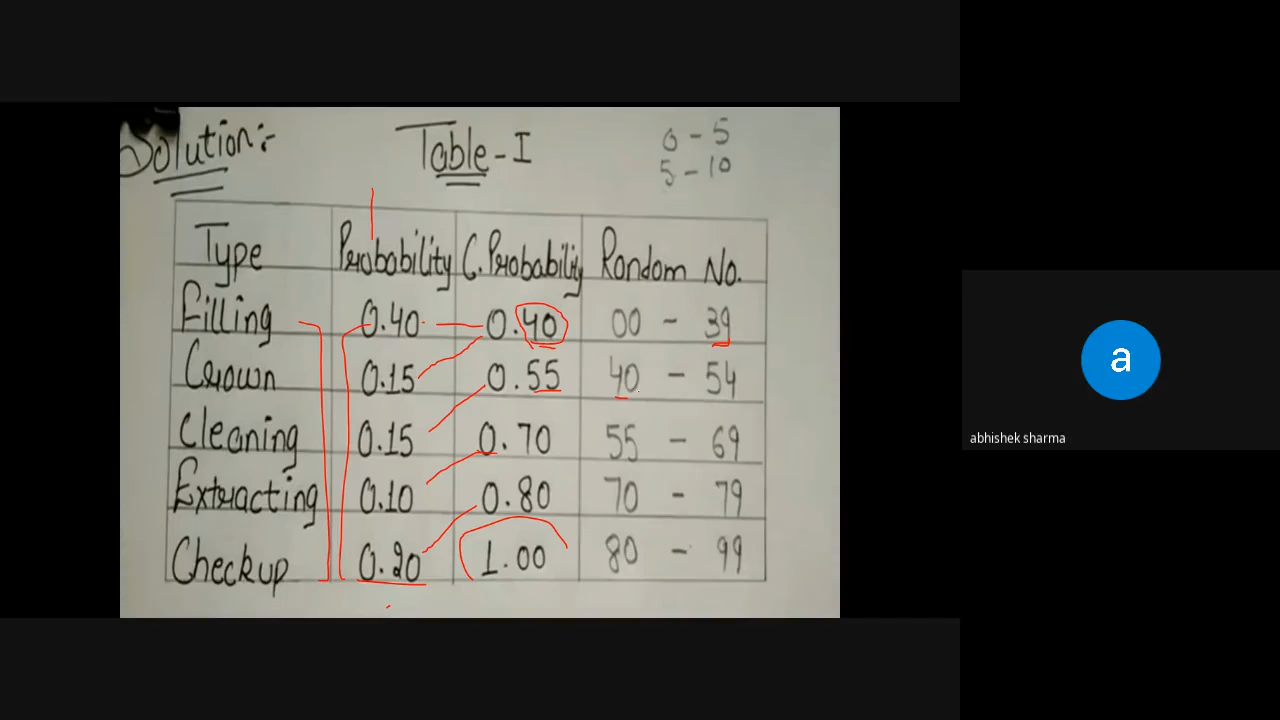 Solution:-
Table-I
0 - 5
5 - 10
Type Probability C.Probability Random No.
Filling 0.40 0.40 00 - 39
Crown 0.15 0.55 40 - 54
Cleaning 0.15 0.70 55 - 69
Extracting 0.10 0.80 70 - 79
Checkup 0.20 1.00 80 - 99
a
abhishek sharma